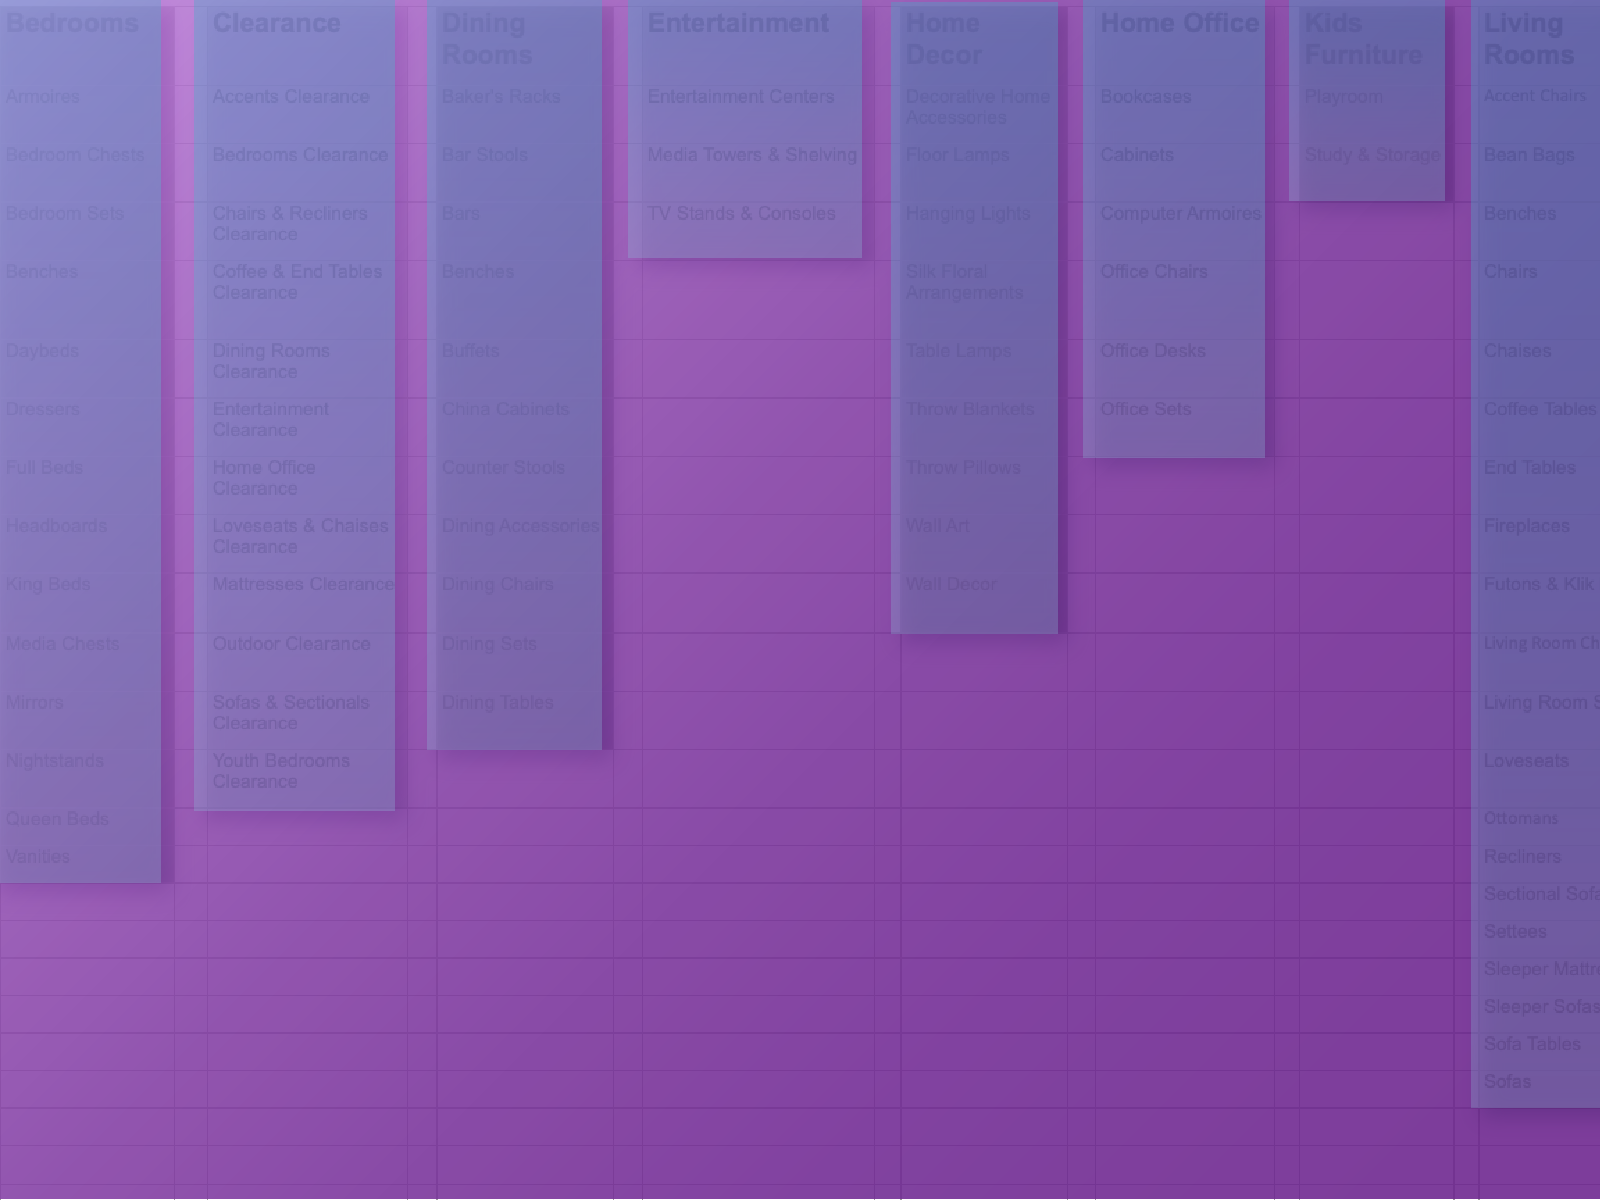 Bedrooms
Armoires
Bedroom Chests
Bedroom Sets
Benches
Daybeds
Dressers
Full Beds
Headboards
King Beds
Media Chests
Mirrors
Nightstands
Queen Beds
Vanities
Clearance
Accents Clearance
Bedrooms Clearance
Chairs & Recliners
Clearance
Coffee & End Tables
Clearance
Dining Rooms
Clearance
Entertainment
Clearance
Home Office
Clearance
Loveseats & Chaises
Clearance
Mattresses Clearance
Outdoor Clearance
Sofas & Sectionals
Clearance
Youth Bedrooms
Clearance
Dining
Rooms
Baker's Racks
Bar Stools
Bars
Benches
Buffets
China Cabinets
Counter Stools
Dining Accessories
Dining Chairs
Dining Sets
Dining Tables
Entertainment
Entertainment Centers
Media Towers & Shelving
TV Stands & Consoles
Home
Decor
Decorative Home
Accessories
Floor Lamps
Hanging Lights
Silk Floral
Arrangements
Table Lamps
Throw Blankets
Throw Pillows
Wall Art
Wall Decor
Home Office
Bookcases
Cabinets
Computer Armoires
Office Chairs
Office Desks
Office Sets
Kids
Furniture
Playroom
Study & Storage
Living
Rooms
Accent Chairs
Bean Bags
Benches
Chairs
Chaises
Coffee Tables
End Tables
Fireplaces
Futons & Klik
Living Room Ch
Living Room S
Loveseats
Ottomans
Recliners
Sectional Sofa
Settees
Sleeper Mattre
Sleeper Sofas
Sofa Tables
Sofas